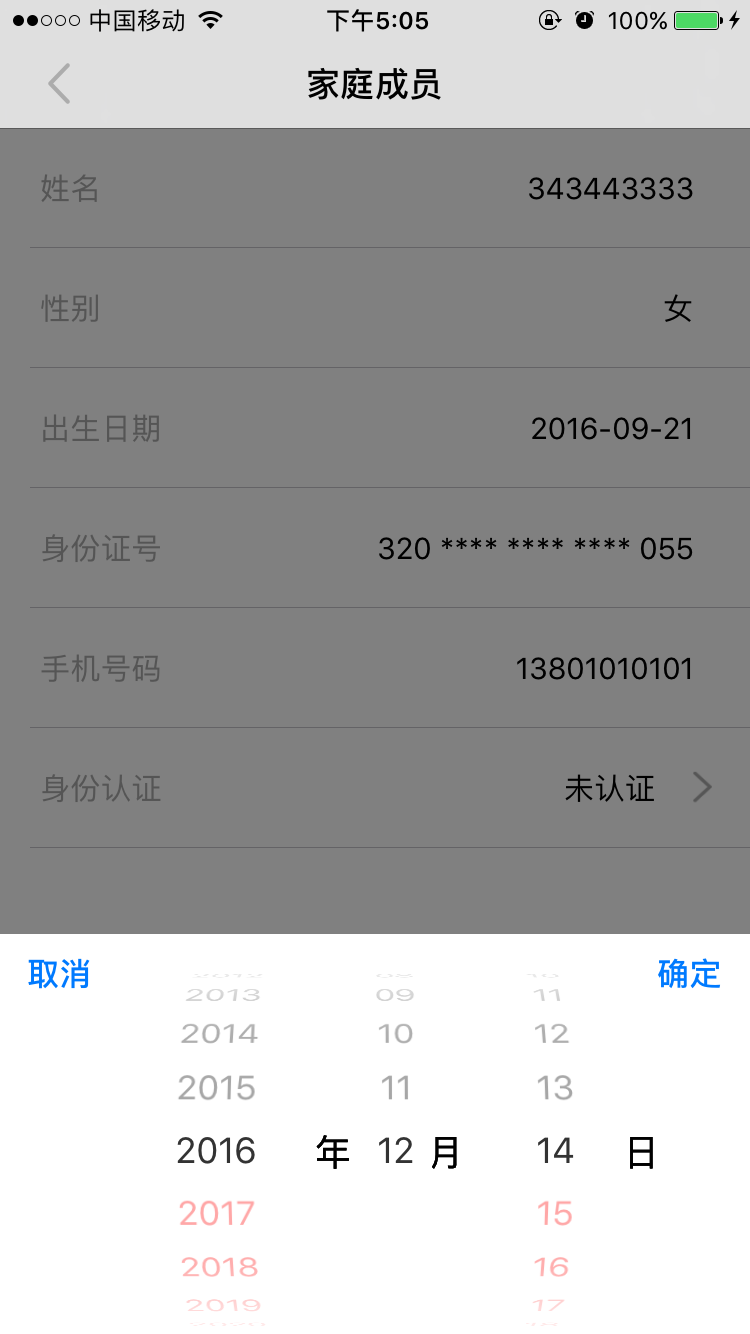 中国移动 下午5:05 100%
家庭成员
姓名 343443333
性别 女
出生日期 2016-09-21
身份证号 320 **** **** **** 055
手机号码 13801010101
身份认证 未认证
取消 确定
2013 09 11
2014 10 12
2015 11 13
2016 年 12 月 14 日
2017 15
2018 16
2019 17